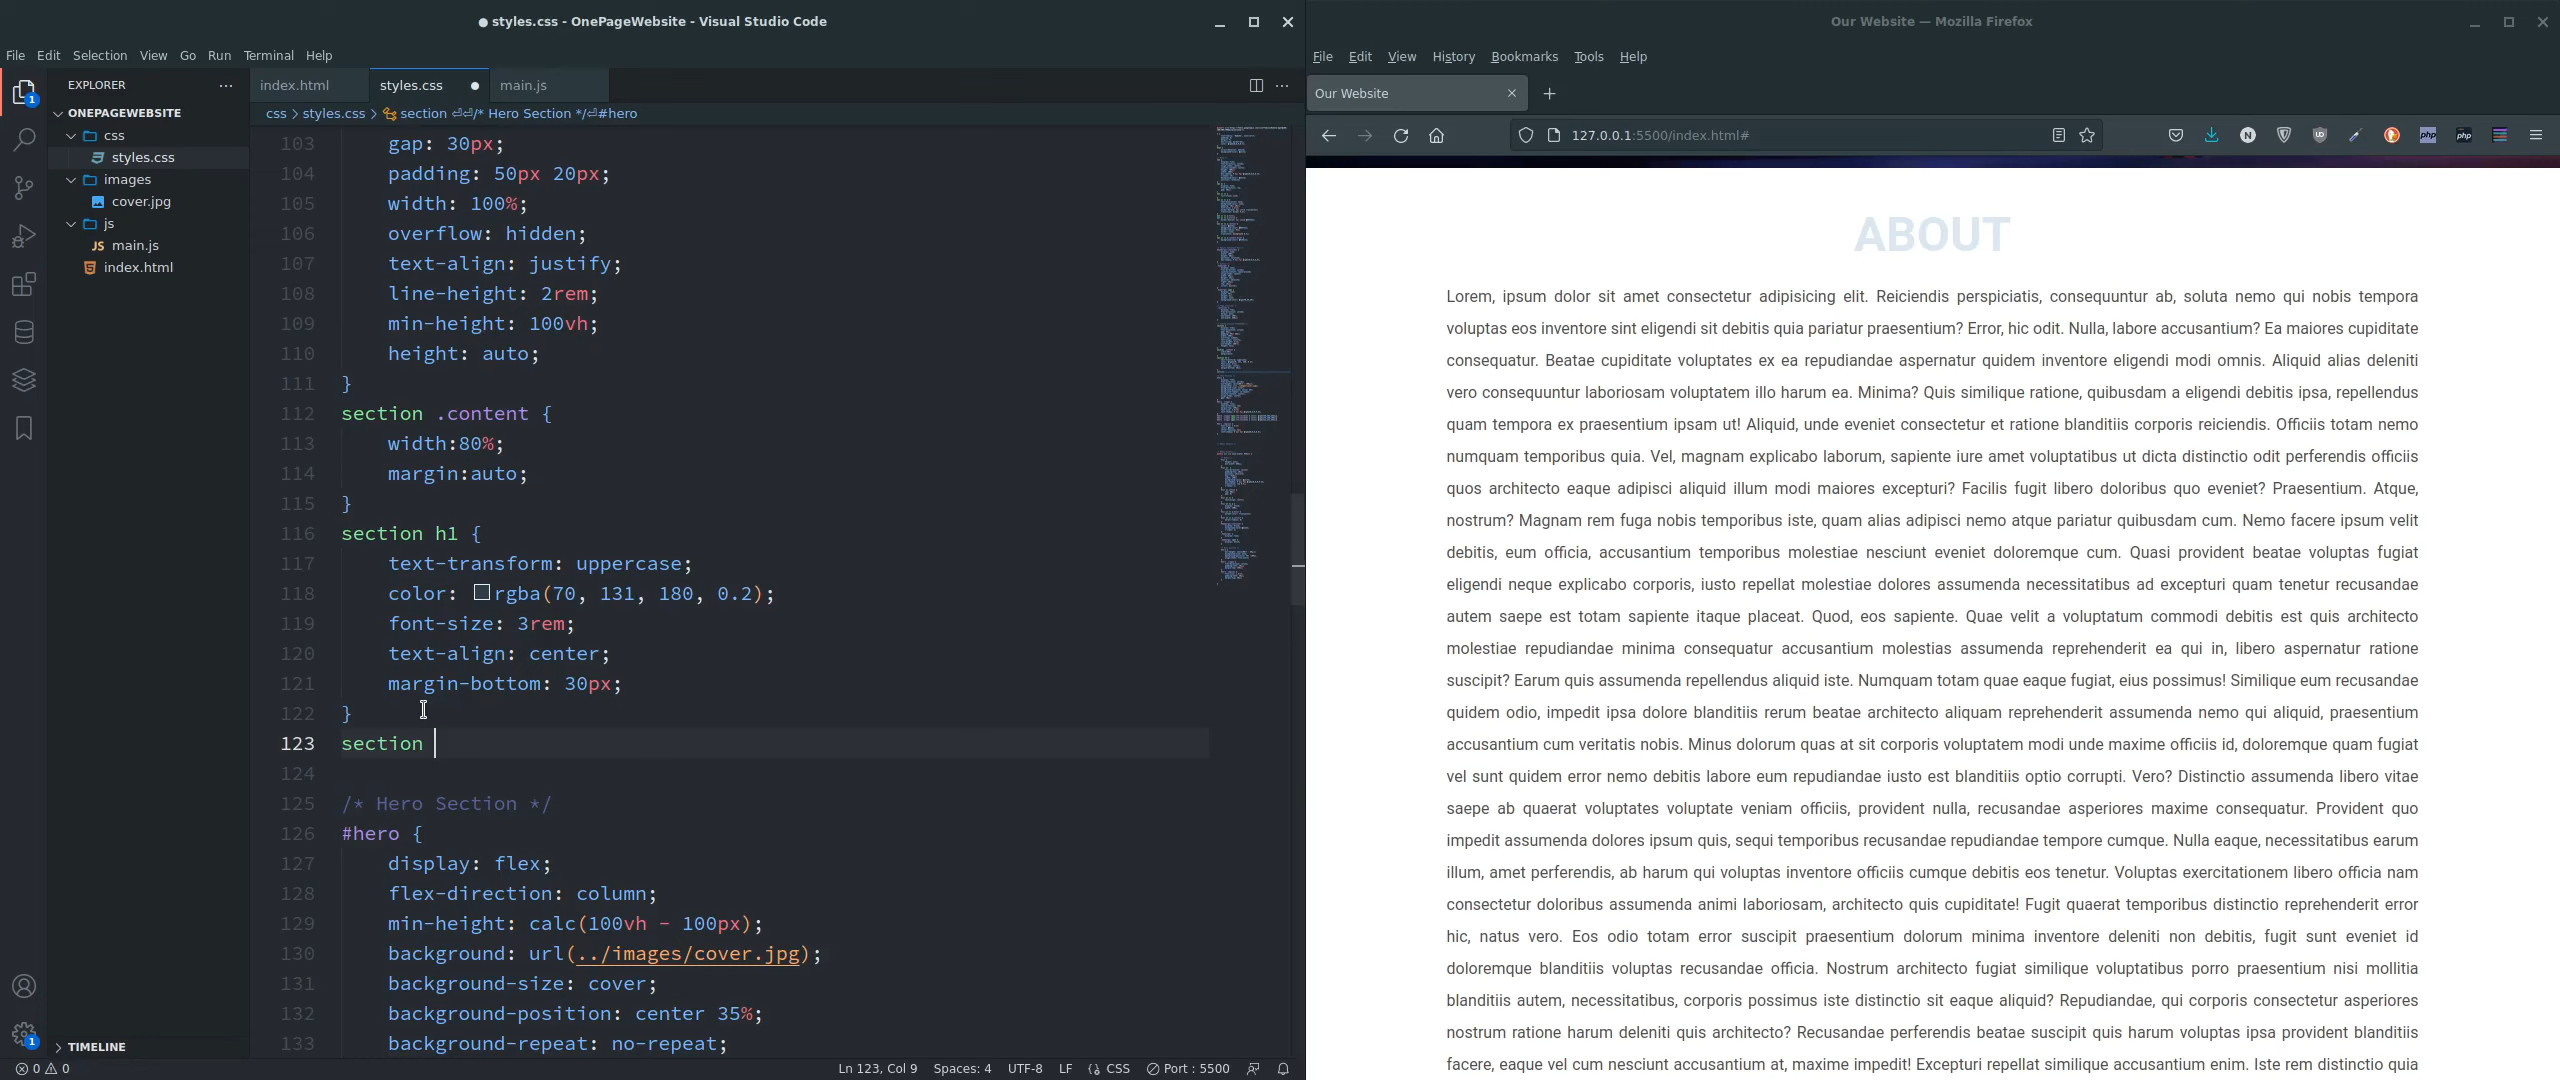 ● styles.css - OnePageWebsite - Visual Studio Code
File Edit Selection View Go Run Terminal Help
EXPLORER
ONEPAGEWEBSITE
css
styles.css
images
cover.jpg
js
JS main.js
index.html
TIMELINE
index.html styles.css main.js
css > styles.css > section ⏎⏎/* Hero Section */⏎#hero
103 gap: 30px;
104 padding: 50px 20px;
105 width: 100%;
106 overflow: hidden;
107 text-align: justify;
108 line-height: 2rem;
109 min-height: 100vh;
110 height: auto;
111 }
112 section .content {
113 width:80%;
114 margin:auto;
115 }
116 section h1 {
117 text-transform: uppercase;
118 color: rgba(70, 131, 180, 0.2);
119 font-size: 3rem;
120 text-align: center;
121 margin-bottom: 30px;
122 }
123 section
124
125 /* Hero Section */
126 #hero {
127 display: flex;
128 flex-direction: column;
129 min-height: calc(100vh - 100px);
130 background: url(../images/cover.jpg);
131 background-size: cover;
132 background-position: center 35%;
133 background-repeat: no-repeat;
0 0 Ln 123, Col 9 Spaces: 4 UTF-8 LF CSS Port : 5500
Our Website — Mozilla Firefox
File Edit View History Bookmarks Tools Help
Our Website
127.0.0.1:5500/index.html#
ABOUT
Lorem, ipsum dolor sit amet consectetur adipisicing elit. Reiciendis perspiciatis, consequuntur ab, soluta nemo qui nobis tempora
voluptas eos inventore sint eligendi sit debitis quia pariatur praesentium? Error, hic odit. Nulla, labore accusantium? Ea maiores cupiditate
consequatur. Beatae cupiditate voluptates ex ea repudiandae aspernatur quidem inventore eligendi modi omnis. Aliquid alias deleniti
vero consequuntur laboriosam voluptatem illo harum ea. Minima? Quis similique ratione, quibusdam a eligendi debitis ipsa, repellendus
quam tempora ex praesentium ipsam ut! Aliquid, unde eveniet consectetur et ratione blanditiis corporis reiciendis. Officiis totam nemo
numquam temporibus quia. Vel, magnam explicabo laborum, sapiente iure amet voluptatibus ut dicta distinctio odit perferendis officiis
quos architecto eaque adipisci aliquid illum modi maiores excepturi? Facilis fugit libero doloribus quo eveniet? Praesentium. Atque,
nostrum? Magnam rem fuga nobis temporibus iste, quam alias adipisci nemo atque pariatur quibusdam cum. Nemo facere ipsum velit
debitis, eum officia, accusantium temporibus molestiae nesciunt eveniet doloremque cum. Quasi provident beatae voluptas fugiat
eligendi neque explicabo corporis, iusto repellat molestiae dolores assumenda necessitatibus ad excepturi quam tenetur recusandae
autem saepe est totam sapiente itaque placeat. Quod, eos sapiente. Quae velit a voluptatum commodi debitis est quis architecto
molestiae repudiandae minima consequatur accusantium molestias assumenda reprehenderit ea qui in, libero aspernatur ratione
suscipit? Earum quis assumenda repellendus aliquid iste. Numquam totam quae eaque fugiat, eius possimus! Similique eum recusandae
quidem odio, impedit ipsa dolore blanditiis rerum beatae architecto aliquam reprehenderit assumenda nemo qui aliquid, praesentium
accusantium cum veritatis nobis. Minus dolorum quas at sit corporis voluptatem modi unde maxime officiis id, doloremque quam fugiat
vel sunt quidem error nemo debitis labore eum repudiandae iusto est blanditiis optio corrupti. Vero? Distinctio assumenda libero vitae
saepe ab quaerat voluptates voluptate veniam officiis, provident nulla, recusandae asperiores maxime consequatur. Provident quo
impedit assumenda dolores ipsum quis, sequi temporibus recusandae repudiandae tempore cumque. Nulla eaque, necessitatibus earum
illum, amet perferendis, ab harum qui voluptas inventore officiis cumque debitis eos tenetur. Voluptas exercitationem libero officia nam
consectetur doloribus assumenda animi laboriosam, architecto quis cupiditate! Fugit quaerat temporibus distinctio reprehenderit error
hic, natus vero. Eos odio totam error suscipit praesentium dolorum minima inventore deleniti non debitis, fugit sunt eveniet id
doloremque blanditiis voluptas recusandae officia. Nostrum architecto fugiat similique voluptatibus porro praesentium nisi mollitia
blanditiis autem, necessitatibus, corporis possimus iste distinctio sit eaque aliquid? Repudiandae, qui corporis consectetur asperiores
nostrum ratione harum deleniti quis architecto? Recusandae perferendis beatae suscipit quis harum voluptas ipsa provident blanditiis
facere, eaque vel cum nesciunt accusantium at, maxime impedit! Excepturi repellat similique accusantium enim. Iste rem distinctio quia